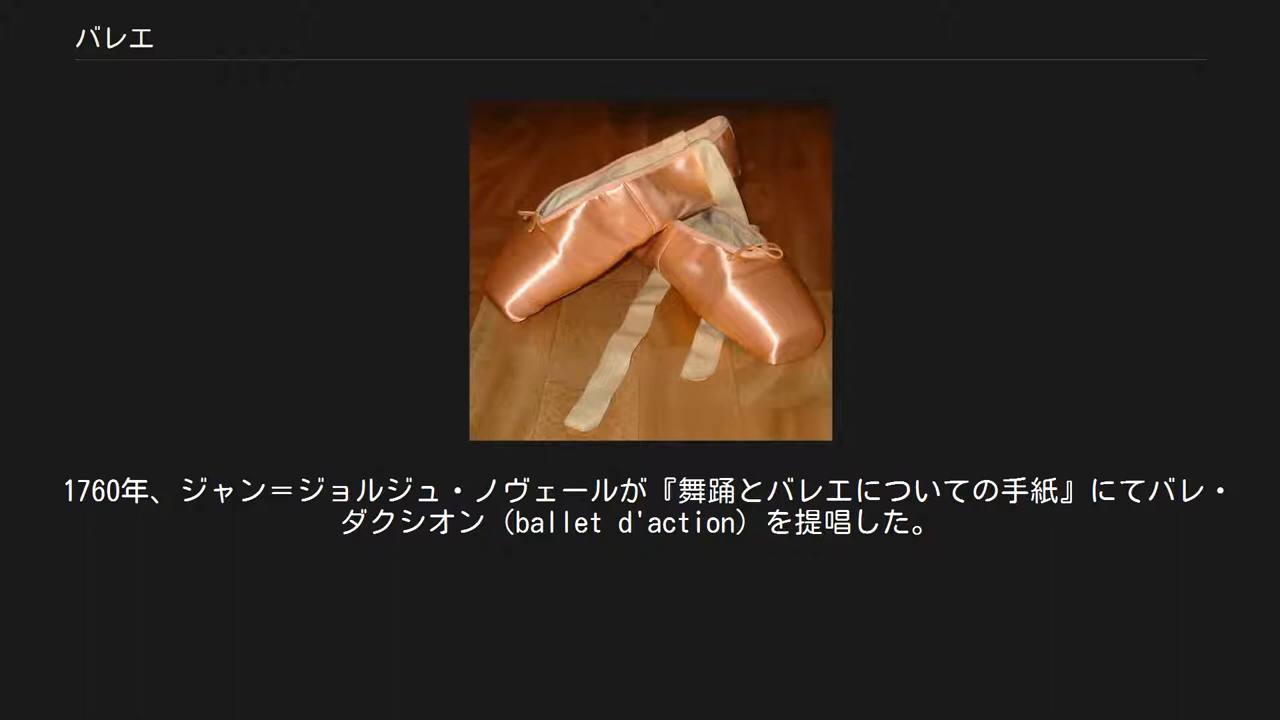 バレエ
1760年、ジャン＝ジョルジュ・ノヴェールが『舞踊とバレエについての手紙』にてバレ・
ダクシオン（ballet d'action）を提唱した。